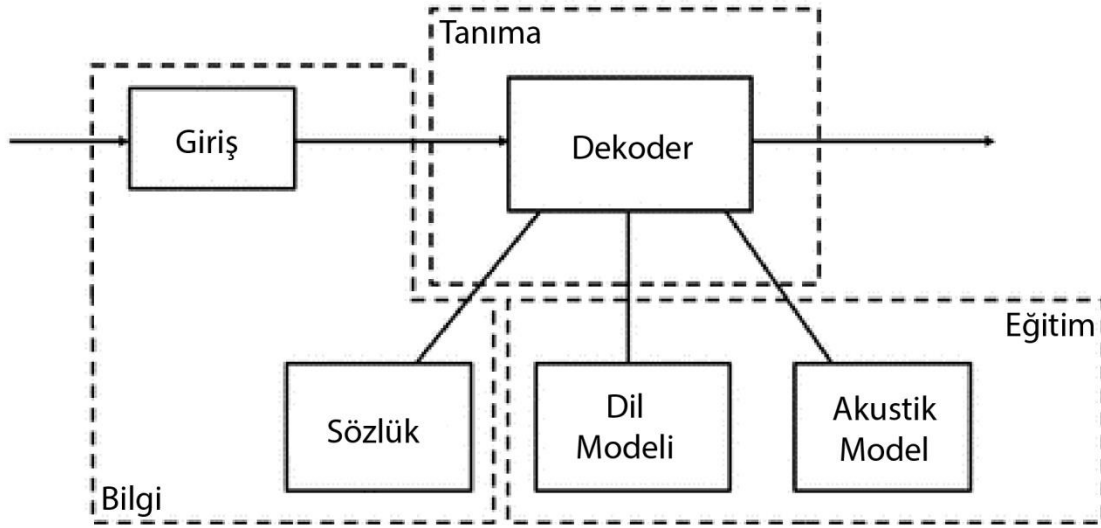 Tanıma
Giriş
Dekoder
Eğitim
Sözlük
Dil
Modeli
Akustik
Model
Bilgi